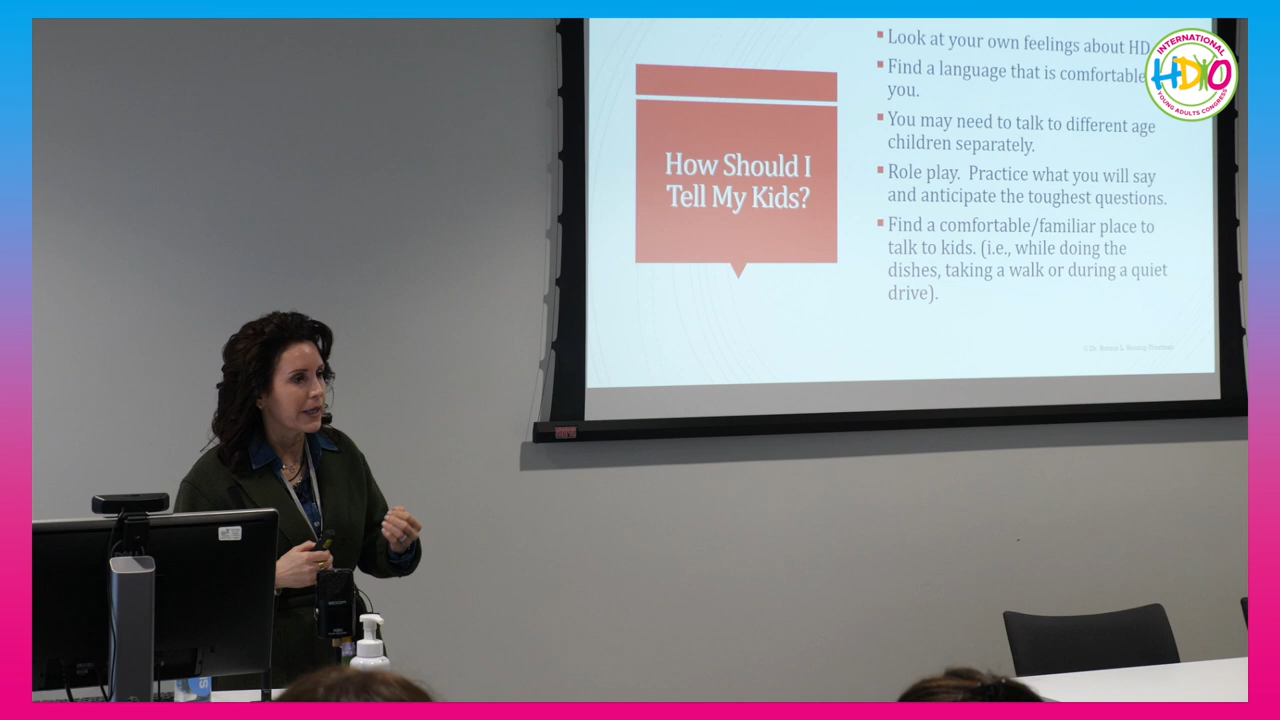 INTERNATIONAL
HDYO
YOUNG ADULTS CONGRESS
Look at your own feelings about HD
Find a language that is comfortable
you.
You may need to talk to different age
children separately.
Role play. Practice what you will say
and anticipate the toughest questions.
Find a comfortable/familiar place to
talk to kids. (i.e., while doing the
dishes, taking a walk or during a quiet
drive).
How Should I
Tell My Kids?